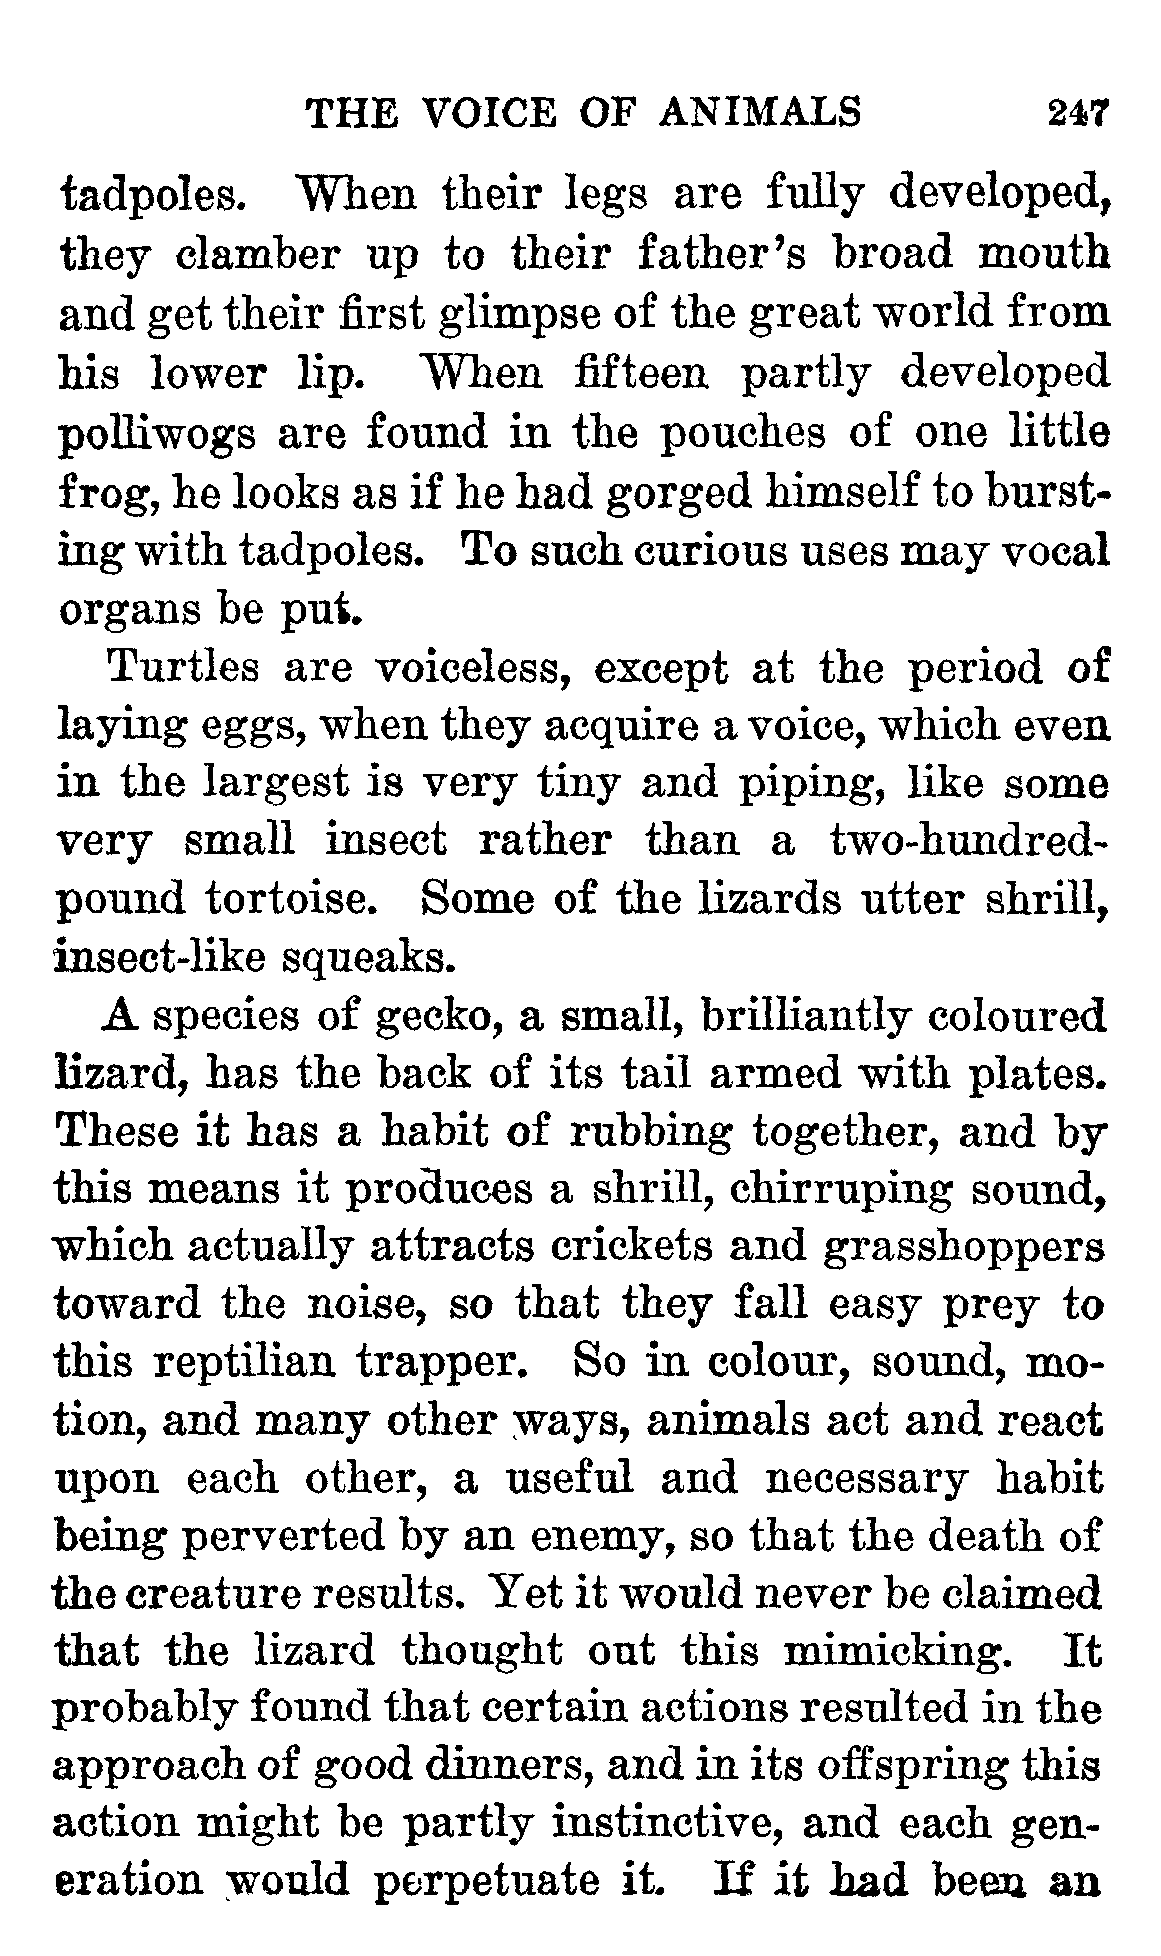 THE VOICE OF ANIMALS 247
tadpoles. When their legs are fully developed,
they clamber up to their father's broad mouth
and get their first glimpse of the great world from
his lower lip. When fifteen partly developed
polliwogs are found in the pouches of one little
frog, he looks as if he had gorged himself to burst-
ing with tadpoles. To such curious uses may vocal
organs be put.
Turtles are voiceless, except at the period of
laying eggs, when they acquire a voice, which even
in the largest is very tiny and piping, like some
very small insect rather than a two-hundred-
pound tortoise. Some of the lizards utter shrill,
insect-like squeaks.
A species of gecko, a small, brilliantly coloured
lizard, has the back of its tail armed with plates.
These it has a habit of rubbing together, and by
this means it produces a shrill, chirruping sound,
which actually attracts crickets and grasshoppers
toward the noise, so that they fall easy prey to
this reptilian trapper. So in colour, sound, mo-
tion, and many other ways, animals act and react
upon each other, a useful and necessary habit
being perverted by an enemy, so that the death of
the creature results. Yet it would never be claimed
that the lizard thought out this mimicking. It
probably found that certain actions resulted in the
approach of good dinners, and in its offspring this
action might be partly instinctive, and each gen-
eration would perpetuate it. If it had been an